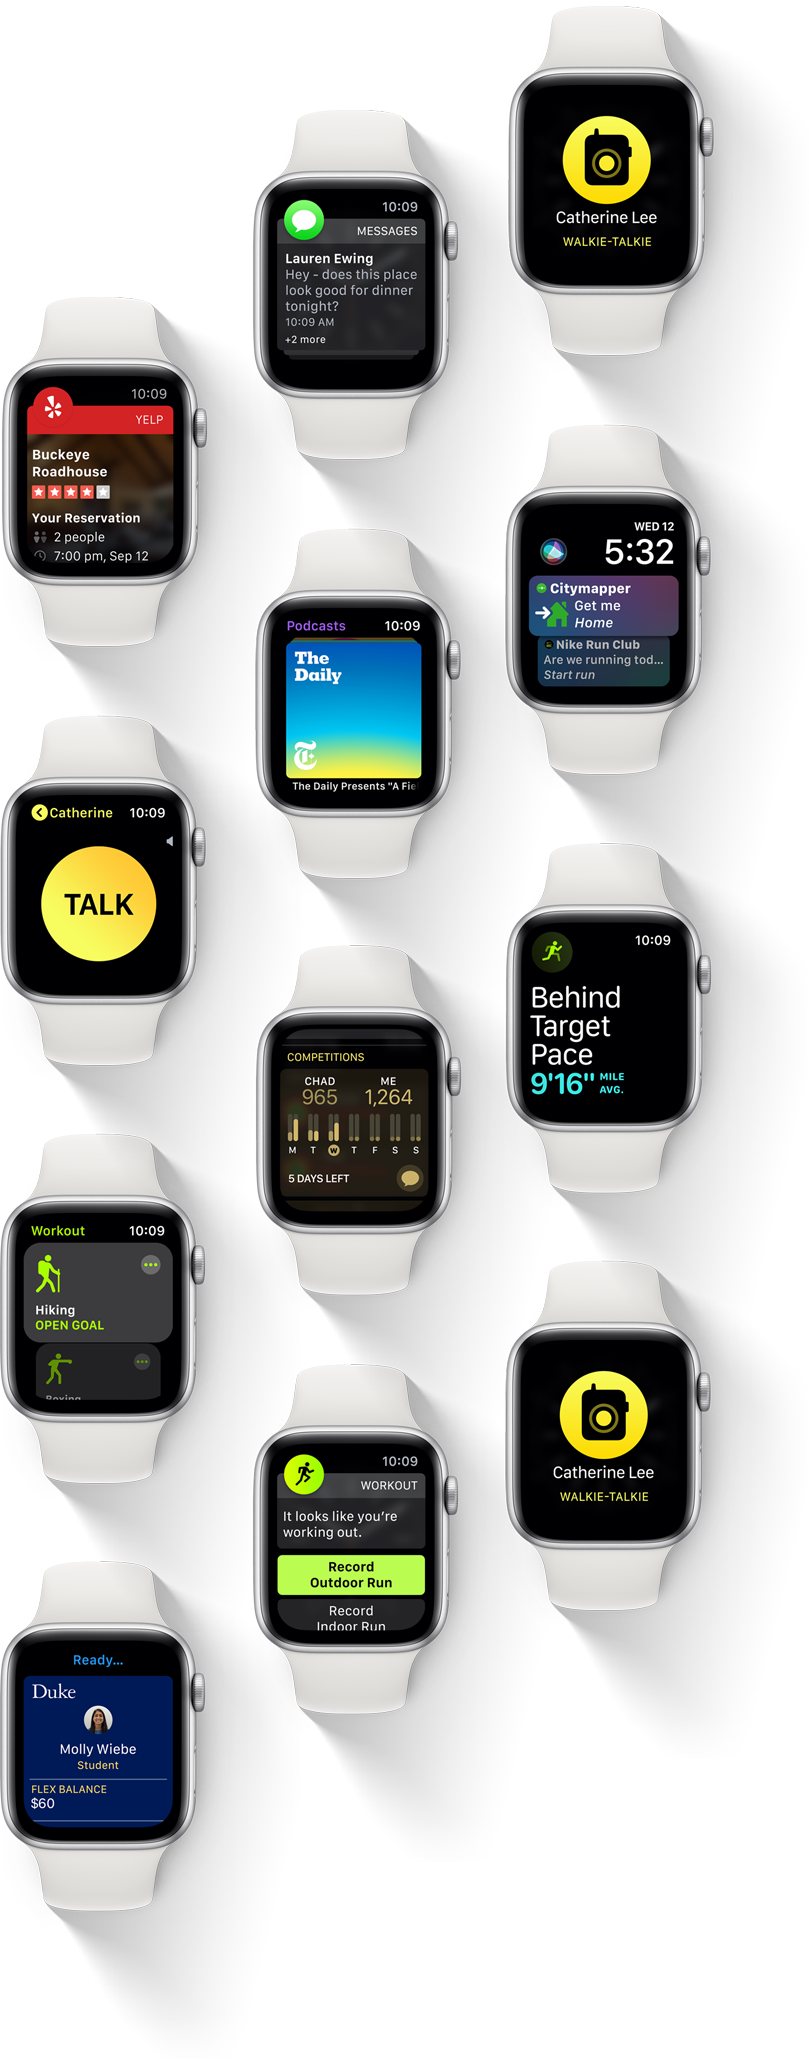 Catherine Lee
WALKIE-TALKIE
10:09
MESSAGES
Lauren Ewing
Hey - does this place
look good for dinner
tonight?
10:09 AM
+2 more
10:09
YELP
Buckeye
Roadhouse
Your Reservation
2 people
7:00 pm, Sep 12
WED 12
5:32
Citymapper
Get me
Home
Nike Run Club
Are we running tod...
Start run
Podcasts 10:09
The
Daily
The Daily Presents "A Fie
Catherine 10:09
TALK
10:09
Behind
Target
Pace
9'16" MILE
AVG.
COMPETITIONS
CHAD ME
965 1,264
M T W T F S S
5 DAYS LEFT
Workout 10:09
Hiking
OPEN GOAL
Boxing
Catherine Lee
WALKIE-TALKIE
10:09
WORKOUT
It looks like you're
working out.
Record
Outdoor Run
Record
Indoor Run
Ready...
Duke
Molly Wiebe
Student
FLEX BALANCE
$60